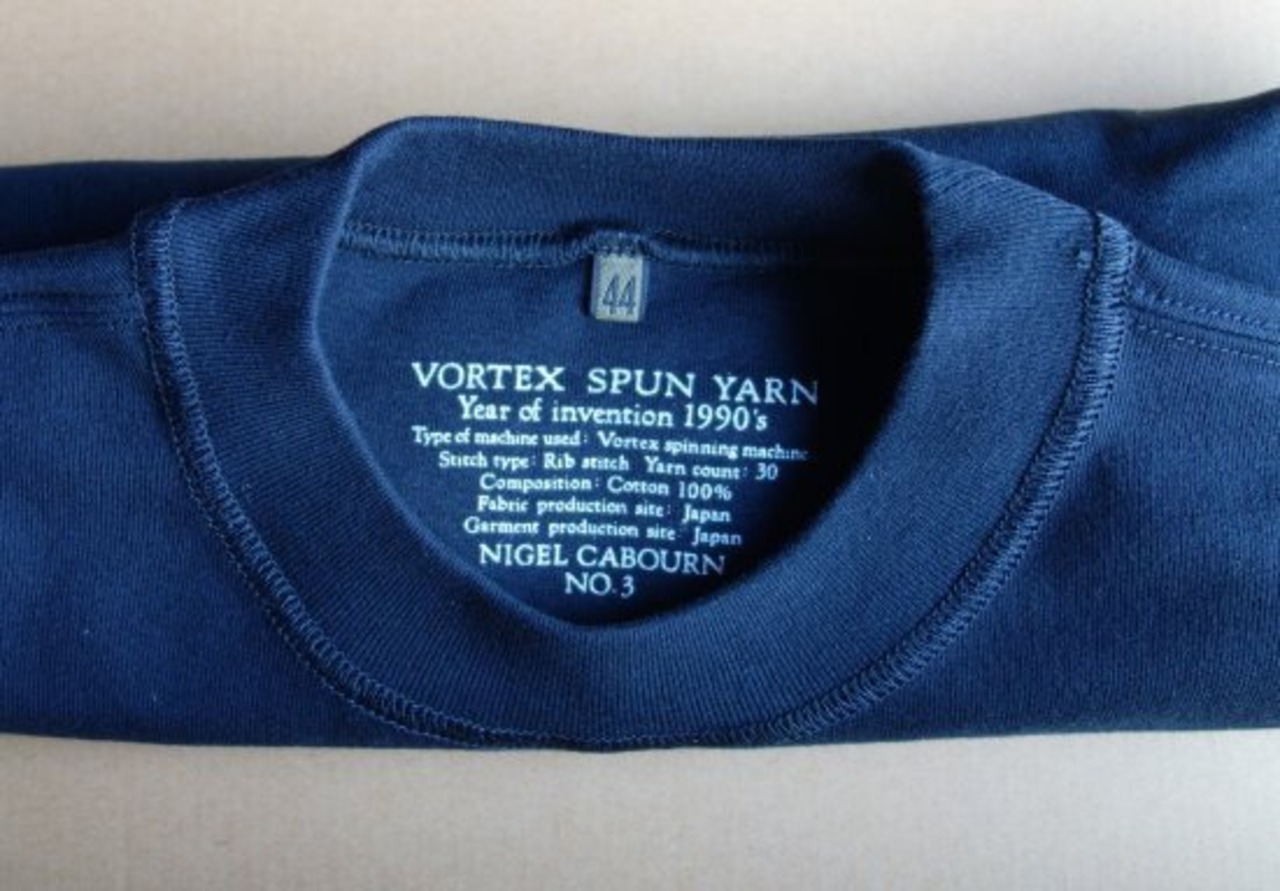 44
VORTEX SPUN YARN
Year of invention 1990's
Type of machine used: Vortex spinning machine
Stitch type: Rib stitch Yarn count: 30
Composition: Cotton 100%
Fabric production site: Japan
Garment production site: Japan
NIGEL CABOURN
NO.3